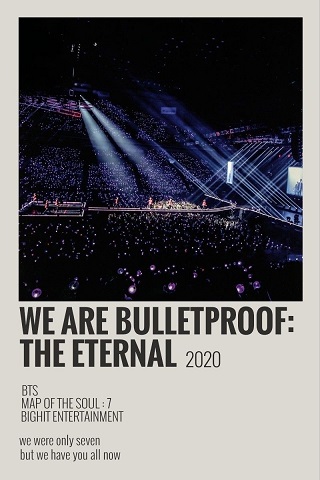 WE ARE BULLETPROOF:
THE ETERNAL 2020
BTS
MAP OF THE SOUL : 7
BIGHIT ENTERTAINMENT
we were only seven
but we have you all now